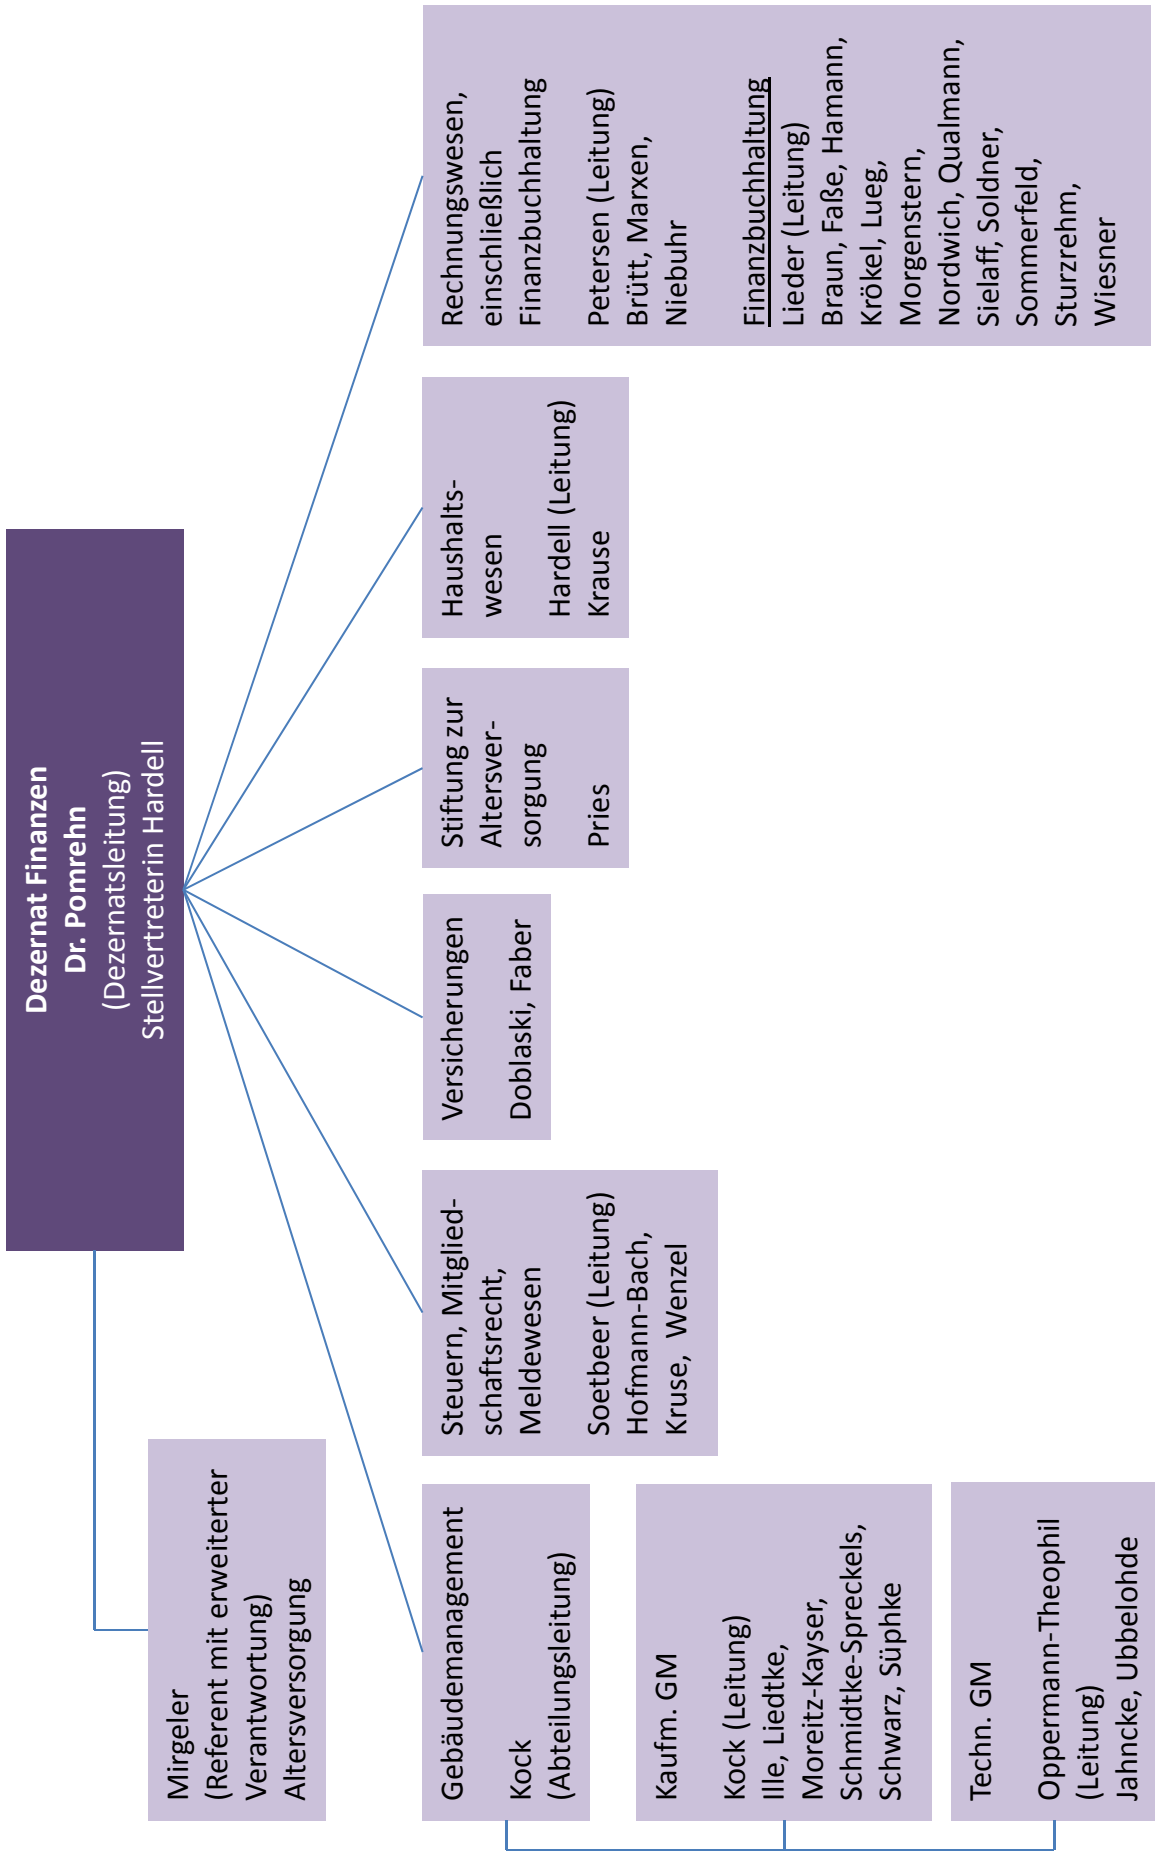 Dezernat Finanzen
Dr. Pomrehn
(Dezernatsleitung)
Stellvertreterin Hardell
Mirgeler
(Referent mit erweiterter
Verantwortung)
Altersversorgung
Gebäudemanagement
Kock
(Abteilungsleitung)
Kaufm. GM
Kock (Leitung)
Ille, Liedtke,
Moreitz-Kayser,
Schmidtke-Spreckels,
Schwarz, Süphke
Techn. GM
Oppermann-Theophil
(Leitung)
Jahncke, Ubbelohde
Steuern, Mitglied-
schaftsrecht,
Meldewesen
Soetbeer (Leitung)
Hofmann-Bach,
Kruse, Wenzel
Versicherungen
Doblaski, Faber
Stiftung zur
Altersver-
sorgung
Pries
Haushalts-
wesen
Hardell (Leitung)
Krause
Rechnungswesen,
einschließlich
Finanzbuchhaltung
Petersen (Leitung)
Brütt, Marxen,
Niebuhr
Finanzbuchhaltung
Lieder (Leitung)
Braun, Faße, Hamann,
Krökel, Lueg,
Morgenstern,
Nordwich, Qualmann,
Sielaff, Soldner,
Sommerfeld,
Sturzrehm,
Wiesner